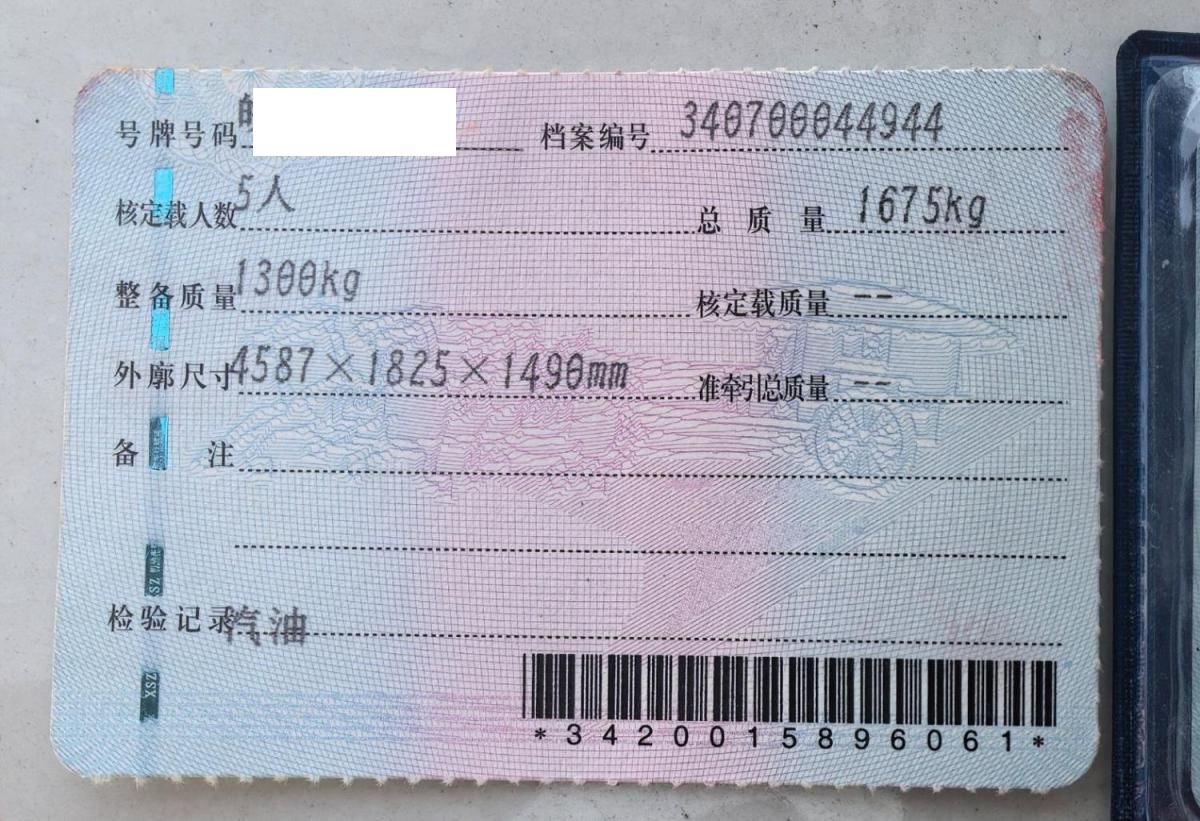 号牌号码 档案编号 340700044944
核定载人数 5人 总质量 1675kg
整备质量 1300kg 核定载质量 --
外廓尺寸 4587×1825×1490mm 准牵引总质量 --
备注
检验记录 汽油
*3420015896061*